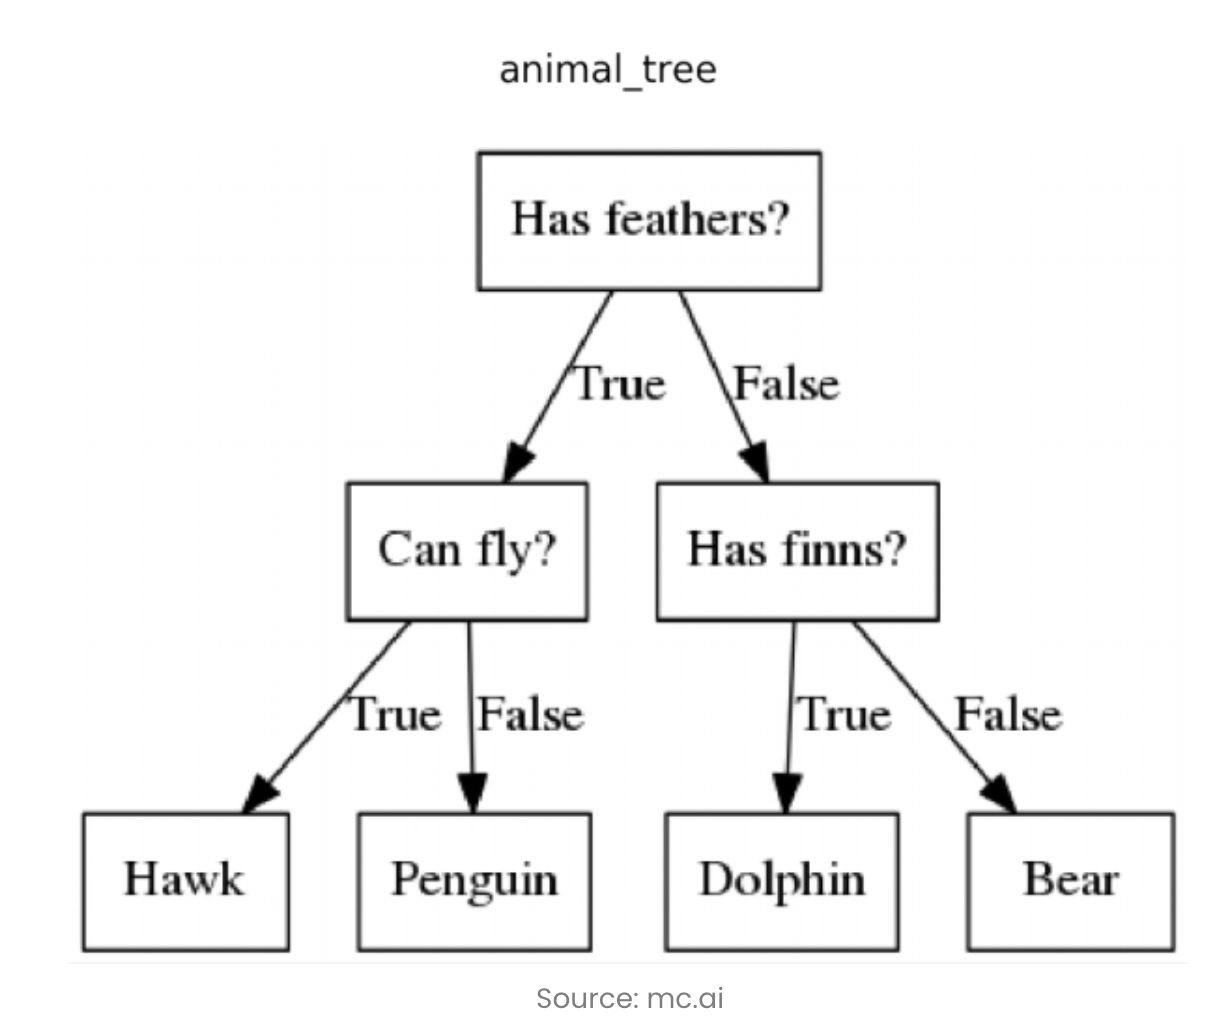 animal_tree
Has feathers?
True
False
Can fly?
Has finns?
True
False
True
False
Hawk
Penguin
Dolphin
Bear
Source: mc.ai